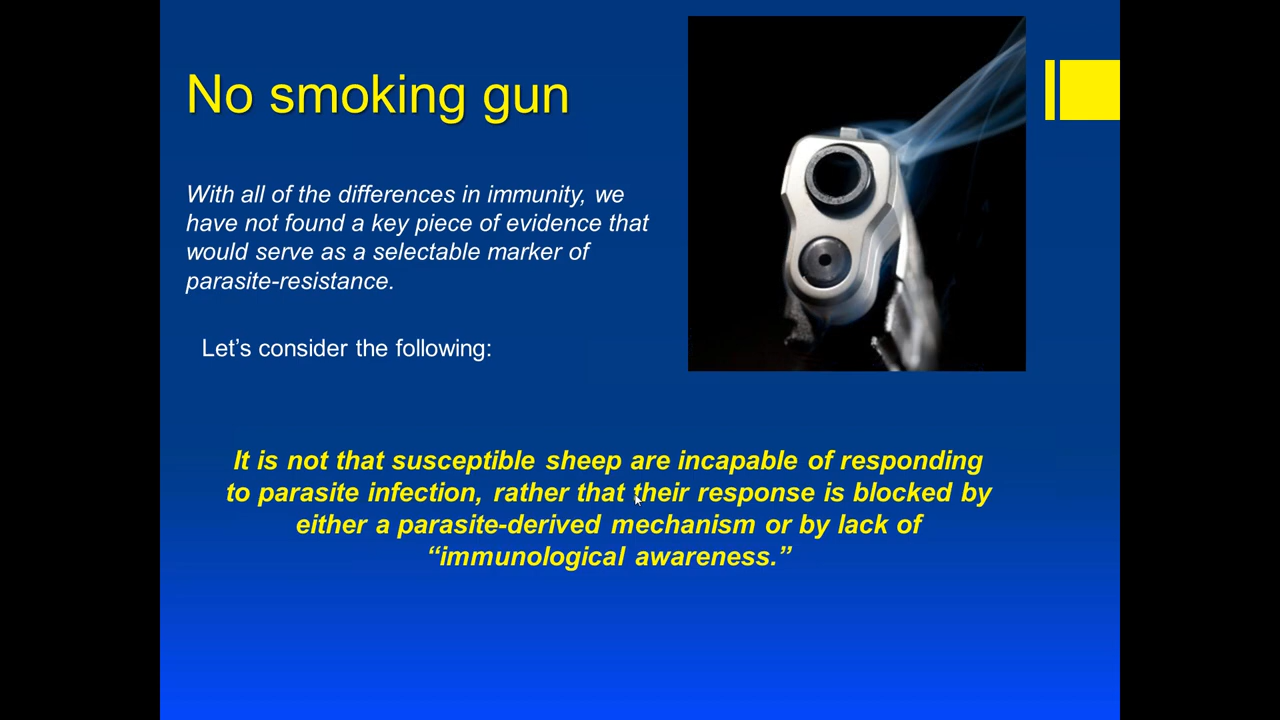 No smoking gun
With all of the differences in immunity, we
have not found a key piece of evidence that
would serve as a selectable marker of
parasite-resistance.
Let’s consider the following:
It is not that susceptible sheep are incapable of responding
to parasite infection, rather that their response is blocked by
either a parasite-derived mechanism or by lack of
“immunological awareness.”